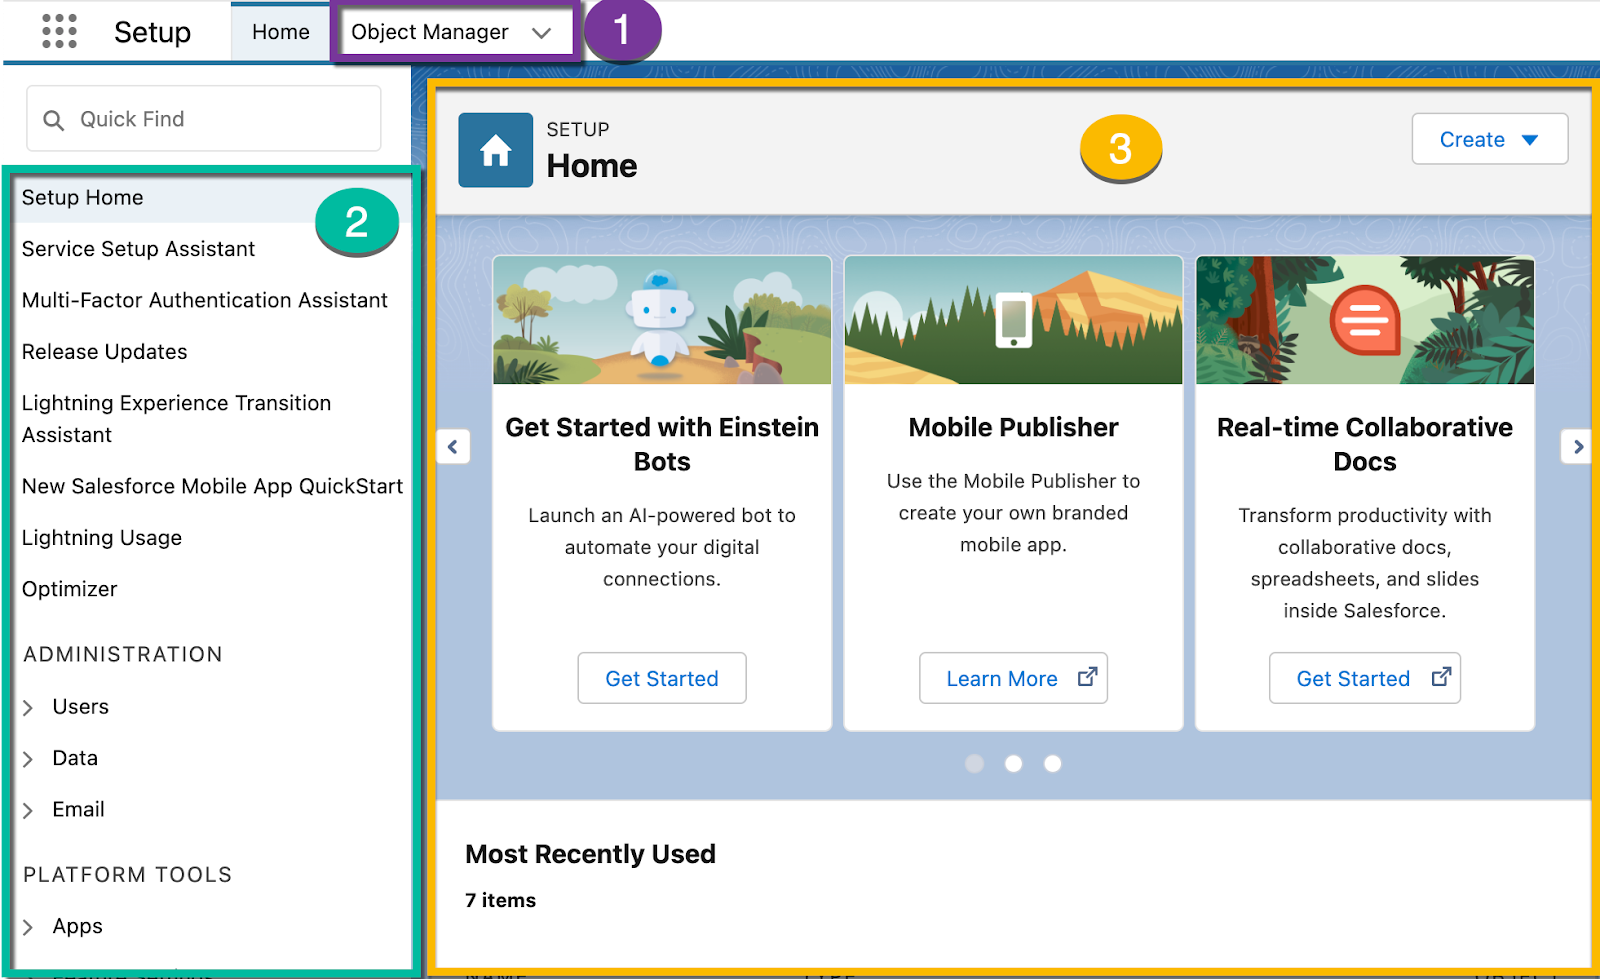 Setup
Home
Object Manager
1
Quick Find
Setup Home
2
Service Setup Assistant
Multi-Factor Authentication Assistant
Release Updates
Lightning Experience Transition
Assistant
New Salesforce Mobile App QuickStart
Lightning Usage
Optimizer
ADMINISTRATION
Users
Data
Email
PLATFORM TOOLS
Apps
SETUP
Home
3
Create
Get Started with Einstein
Bots
Launch an AI-powered bot to
automate your digital
connections.
Get Started
Mobile Publisher
Use the Mobile Publisher to
create your own branded
mobile app.
Learn More
Real-time Collaborative
Docs
Transform productivity with
collaborative docs,
spreadsheets, and slides
inside Salesforce.
Get Started
Most Recently Used
7 items